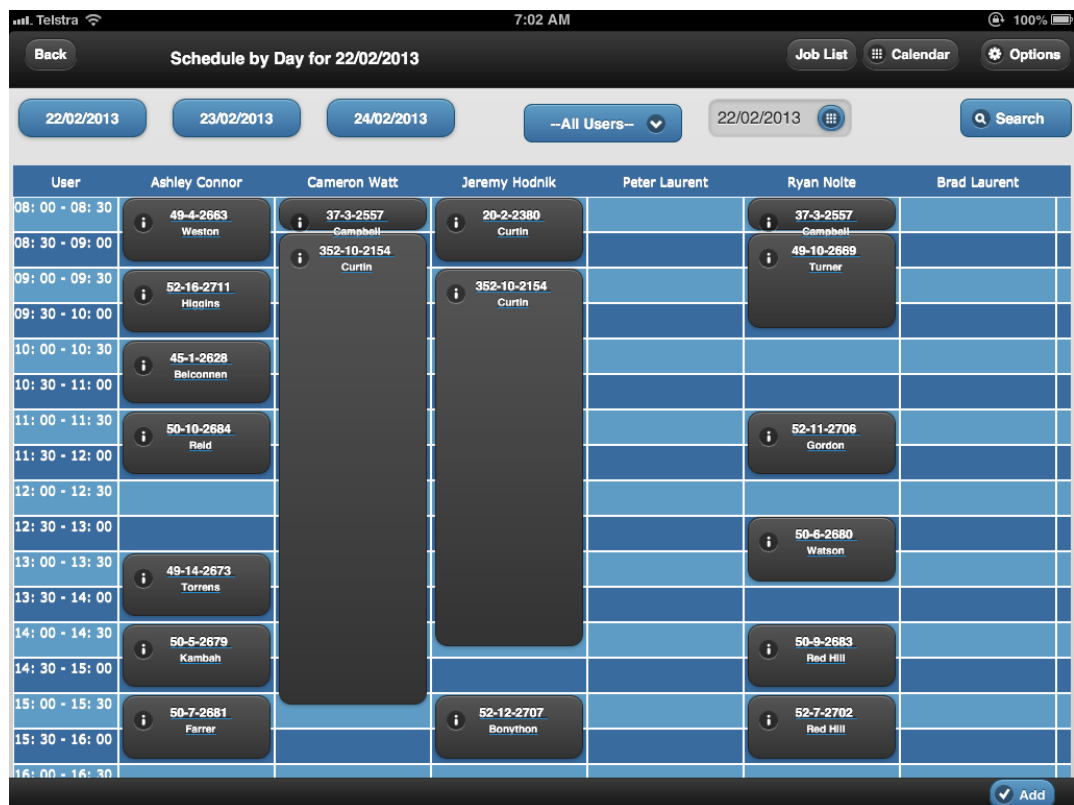 Telstra 7:02 AM 100%
Back Schedule by Day for 22/02/2013 Job List Calendar Options
22/02/2013 23/02/2013 24/02/2013 --All Users-- 22/02/2013 Search
User Ashley Connor Cameron Watt Jeremy Hodnik Peter Laurent Ryan Nolte Brad Laurent
08: 00 - 08: 30 49-4-2663 37-3-2557 20-2-2380 37-3-2557
Weston Campbell Curtin Campbell
08: 30 - 09: 00 352-10-2154 49-10-2669
Curtin Turner
09: 00 - 09: 30 52-16-2711 352-10-2154
Higgins Curtin
09: 30 - 10: 00
10: 00 - 10: 30 45-1-2628
Belconnen
10: 30 - 11: 00
11: 00 - 11: 30 50-10-2684 52-11-2706
Reid Gordon
11: 30 - 12: 00
12: 00 - 12: 30
12: 30 - 13: 00 50-6-2680
Watson
13: 00 - 13: 30 49-14-2673
Torrens
13: 30 - 14: 00
14: 00 - 14: 30 50-5-2679 50-9-2683
Kambah Red Hill
14: 30 - 15: 00
15: 00 - 15: 30 50-7-2681 52-12-2707 52-7-2702
Farrer Bonython Red Hill
15: 30 - 16: 00
16: 00 - 16: 30
Add